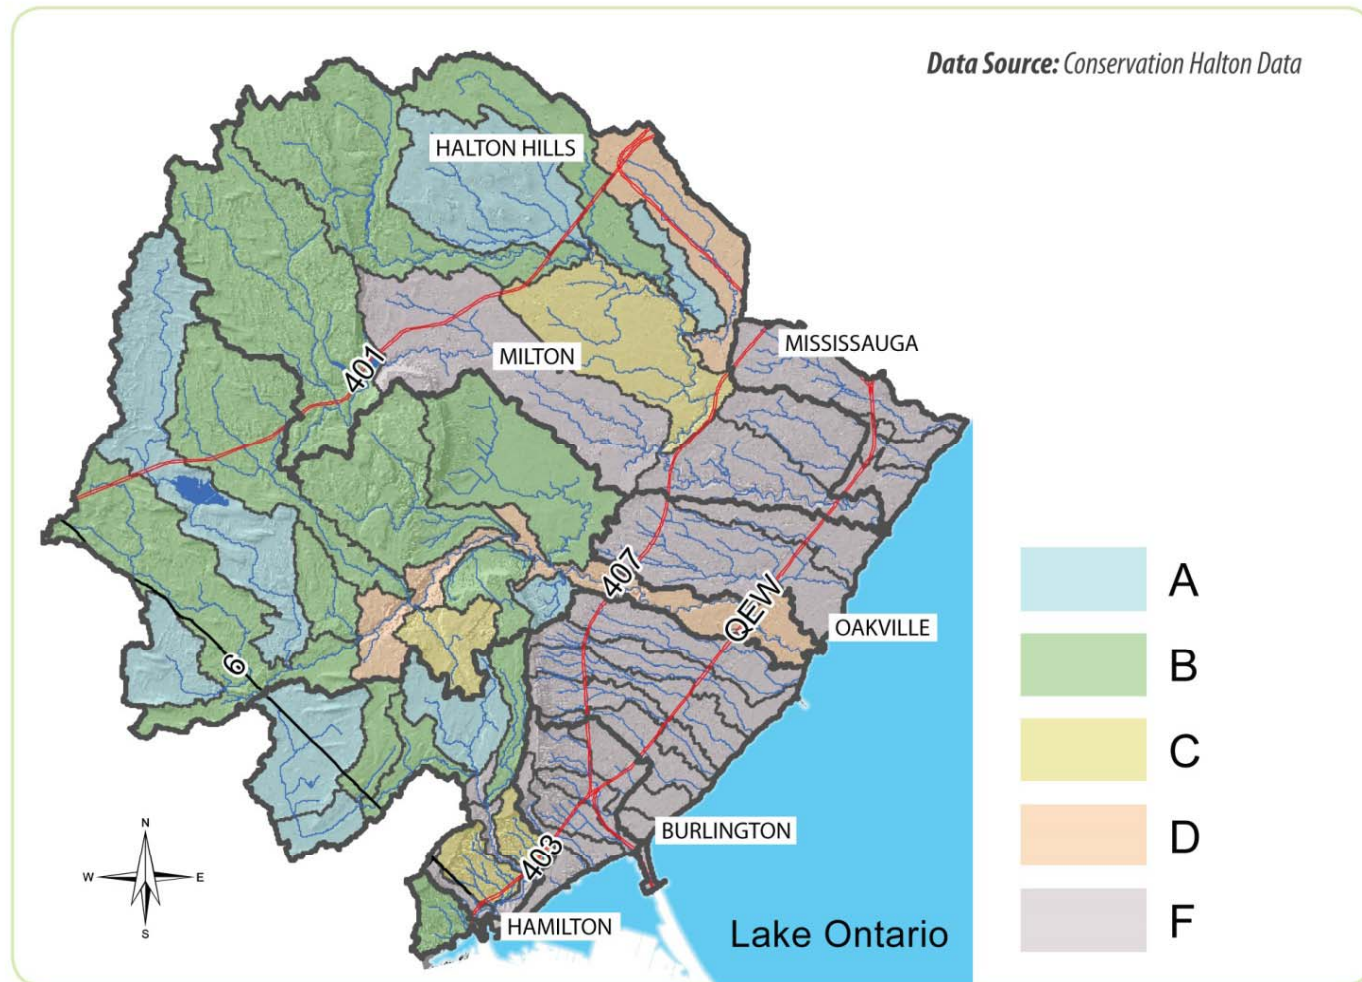 Data Source: Conservation Halton Data
HALTON HILLS
MISSISSAUGA
MILTON
401
407
QEW
OAKVILLE
6
BURLINGTON
403
HAMILTON
Lake Ontario
N
W
E
S
A
B
C
D
F